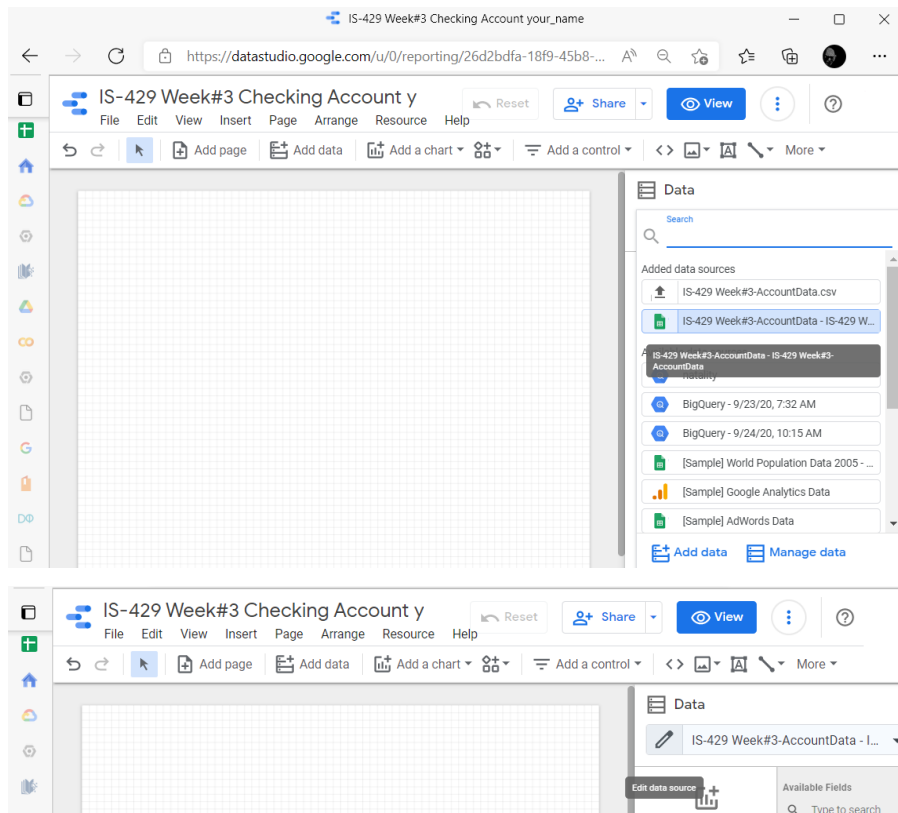 IS-429 Week#3 Checking Account your_name
https://datastudio.google.com/u/0/reporting/26d2bdfa-18f9-45b8-...
IS-429 Week#3 Checking Account y
Reset
Share
View
File Edit View Insert Page Arrange Resource Help
Add page Add data Add a chart Add a control More
Data
Search
Added data sources
IS-429 Week#3-AccountData.csv
IS-429 Week#3-AccountData - IS-429 W...
IS-429 Week#3-AccountData - IS-429 Week#3-
AccountData
natality
BigQuery - 9/23/20, 7:32 AM
BigQuery - 9/24/20, 10:15 AM
[Sample] World Population Data 2005 - ...
[Sample] Google Analytics Data
[Sample] AdWords Data
Add data Manage data
IS-429 Week#3 Checking Account y
Reset
Share
View
File Edit View Insert Page Arrange Resource Help
Add page Add data Add a chart Add a control More
Data
IS-429 Week#3-AccountData - I...
Edit data source
Available Fields
Type to search